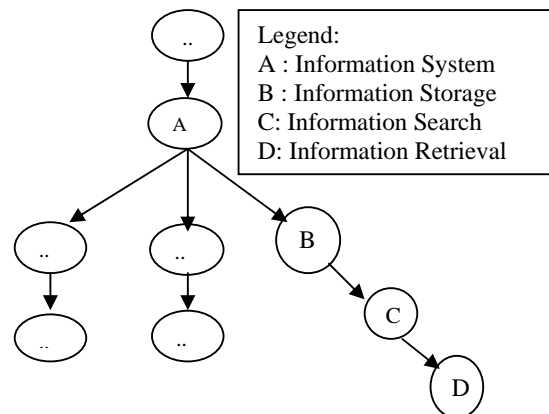 ..
Legend:
A : Information System
B : Information Storage
C: Information Search
D: Information Retrieval
A
..
..
B
..
..
C
D